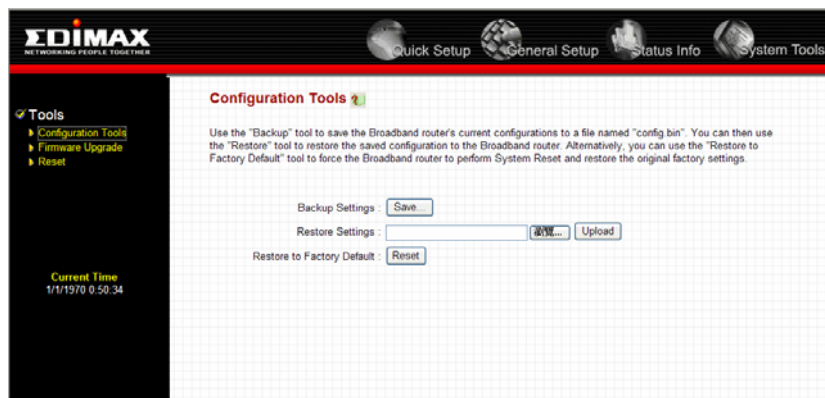 EDIMAX
NETWORKING PEOPLE TOGETHER
Quick Setup
General Setup
Status Info
System Tools
Tools
Configuration Tools
Firmware Upgrade
Reset
Current Time
1/1/1970 0:50:34
Configuration Tools
Use the "Backup" tool to save the Broadband router's current configurations to a file named "config.bin". You can then use
the "Restore" tool to restore the saved configuration to the Broadband router. Alternatively, you can use the "Restore to
Factory Default" tool to force the Broadband router to perform System Reset and restore the original factory settings.
Backup Settings : Save...
Restore Settings : Upload
Restore to Factory Default : Reset